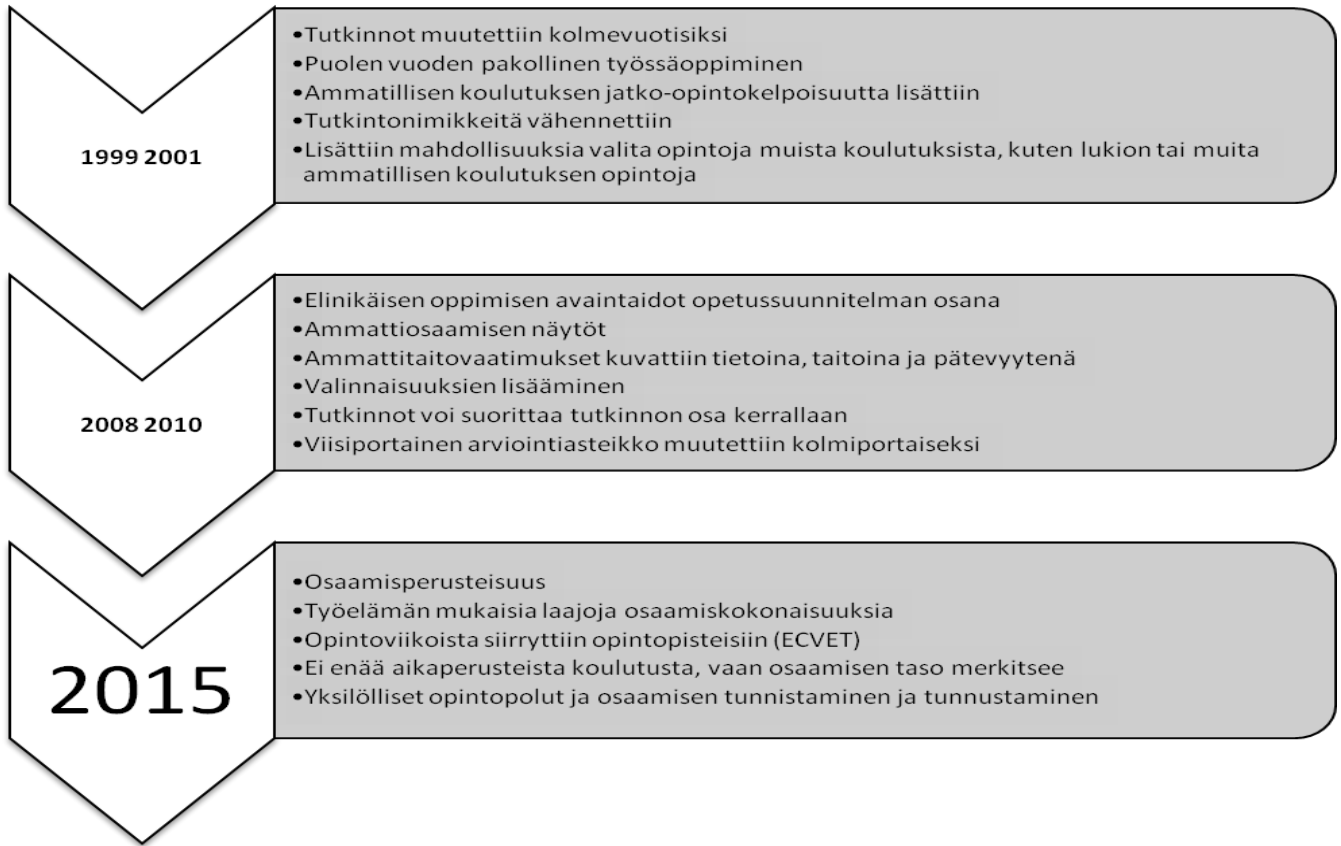 1999 2001
•Tutkinnot muutettiin kolmevuotisiksi
•Puolen vuoden pakollinen työssäoppiminen
•Ammatillisen koulutuksen jatko-opintokelpoisuutta lisättiin
•Tutkintonimikkeitä vähennettiin
•Lisättiin mahdollisuuksia valita opintoja muista koulutuksista, kuten lukion tai muita
ammatillisen koulutuksen opintoja
2008 2010
•Elinikäisen oppimisen avaintaidot opetussuunnitelman osana
•Ammattiosaamisen näytöt
•Ammattitaitovaatimukset kuvattiin tietoina, taitoina ja pätevyytenä
•Valinnaisuuksien lisääminen
•Tutkinnot voi suorittaa tutkinnon osa kerrallaan
•Viisiportainen arviointiasteikko muutettiin kolmiportaiseksi
2015
•Osaamisperusteisuus
•Työelämän mukaisia laajoja osaamiskokonaisuuksia
•Opintoviikoista siirryttiin opintopisteisiin (ECVET)
•Ei enää aikaperusteista koulutusta, vaan osaamisen taso merkitsee
•Yksilölliset opintopolut ja osaamisen tunnistaminen ja tunnustaminen